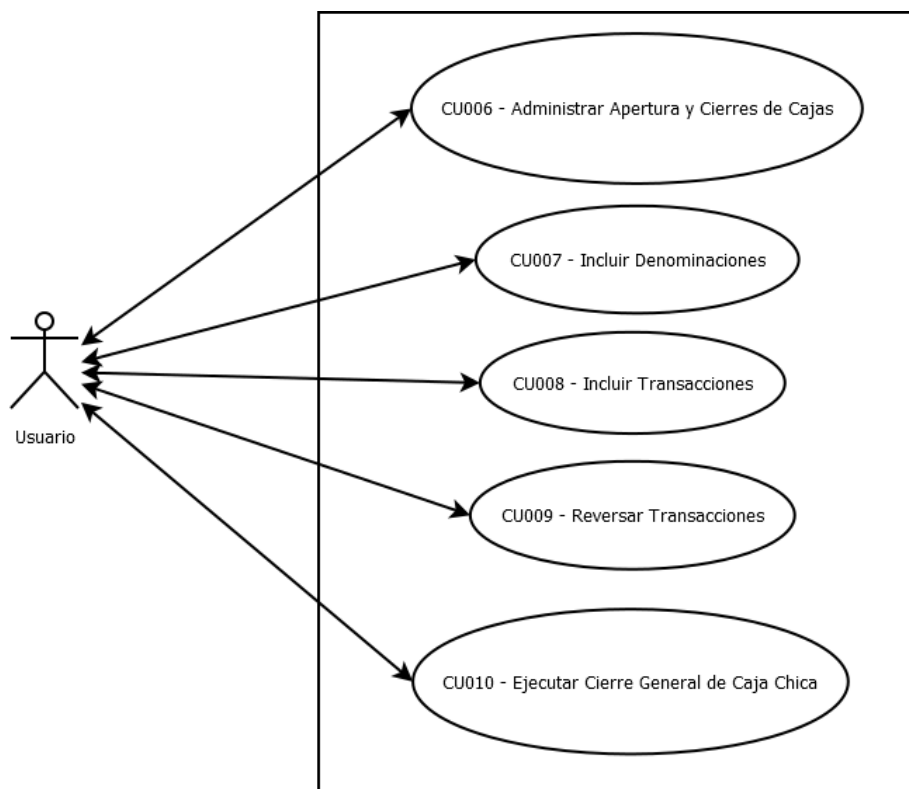 CU006 - Administrar Apertura y Cierres de Cajas
CU007 - Incluir Denominaciones
CU008 - Incluir Transacciones
Usuario
CU009 - Reversar Transacciones
CU010 - Ejecutar Cierre General de Caja Chica